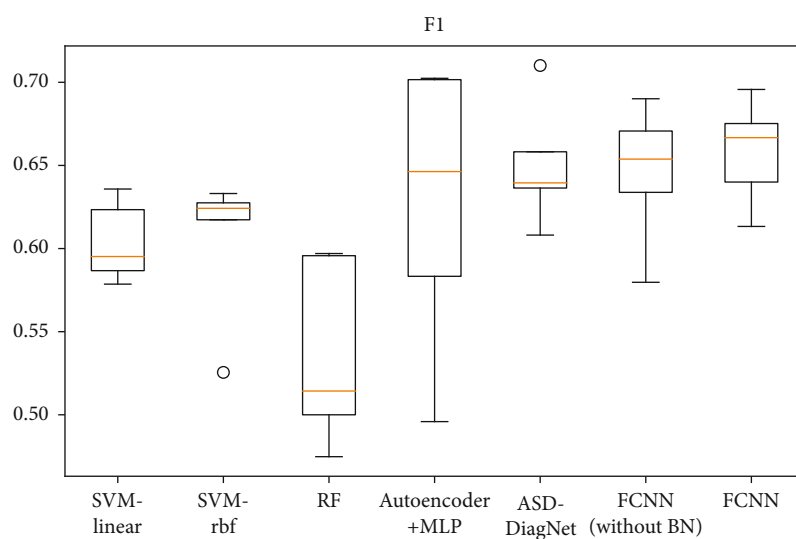 F1
0.70
0.65
0.60
0.55
0.50
SVM-
linear
SVM-
rbf
RF
Autoencoder
+MLP
ASD-
DiagNet
FCNN
(without BN)
FCNN